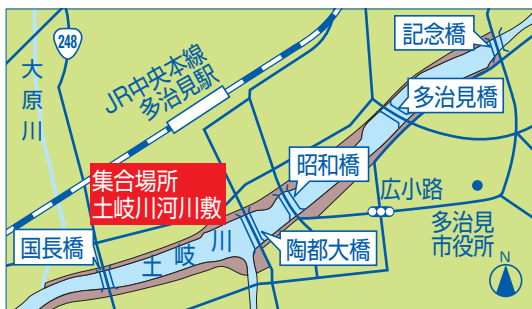 記念橋
248
大原川
JR中央本線
多治見駅
多治見橋
昭和橋
集合場所
土岐川河川敷
広小路
国長橋
土岐川
陶都大橋
多治見
市役所
N